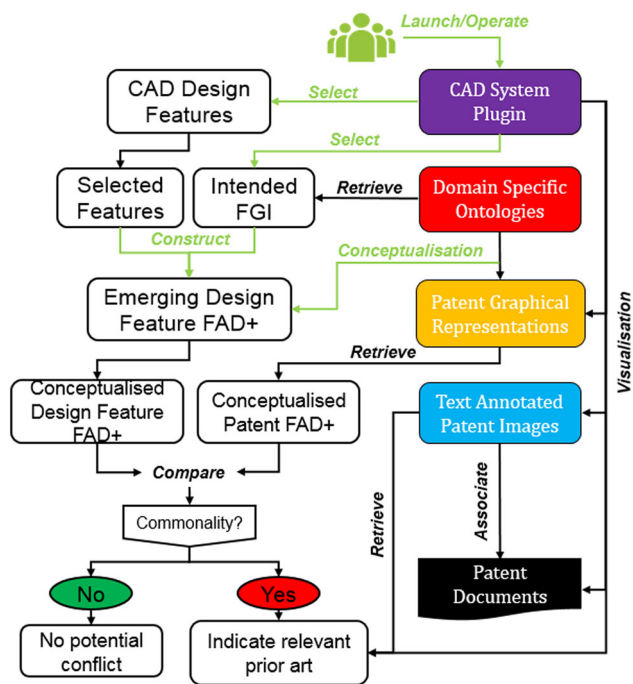 Launch/Operate
CAD Design
Features
Select
CAD System
Plugin
Select
Selected
Features
Intended
FGI
Retrieve
Domain Specific
Ontologies
Construct
Conceptualisation
Emerging Design
Feature FAD+
Patent Graphical
Representations
Visualisation
Retrieve
Conceptualised
Design Feature
FAD+
Conceptualised
Patent FAD+
Text Annotated
Patent Images
Compare
Commonality?
Retrieve
Associate
No
Yes
Patent
Documents
No potential
conflict
Indicate relevant
prior art